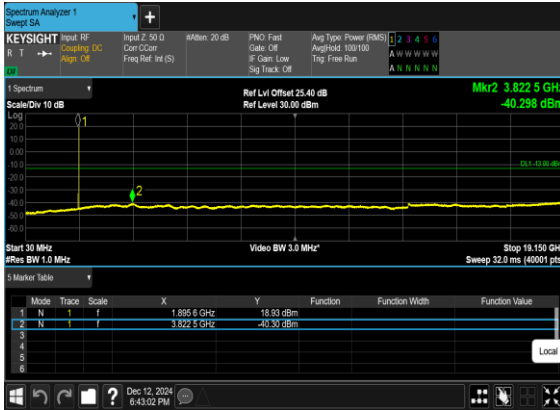 Spectrum Analyzer 1
Swept SA
+
KEYSIGHT Input: RF Input Z: 50 Ω #Atten: 20 dB PNO: Fast Avg Type: Power (RMS) 1 2 3 4 5 6
R T Coupling: DC Corr CCorr Gate: Off Avg|Hold: 100/100 A W W W W W
Align: Off Freq Ref: Int (S) IF Gain: Low Trig: Free Run
Sig Track: Off A N N N N N
1 Spectrum
Ref Lvl Offset 25.40 dB Mkr2 3.822 5 GHz
Scale/Div 10 dB Ref Level 30.00 dBm -40.298 dBm
Log
20.0 1
10.0
0.00
-10.0 DL1 -13.00 dBm
-20.0
-30.0
-40.0 2
-50.0
-60.0
Start 30 MHz Video BW 3.0 MHz* Stop 19.150 GH
#Res BW 1.0 MHz Sweep 32.0 ms (40001 pts
5 Marker Table
Mode Trace Scale X Y Function Function Width Function Value
1 N 1 f 1.895 6 GHz 18.93 dBm
2 N 1 f 3.822 5 GHz -40.30 dBm
3
4
5
6
Local
? Dec 12, 2024
6:43:02 PM